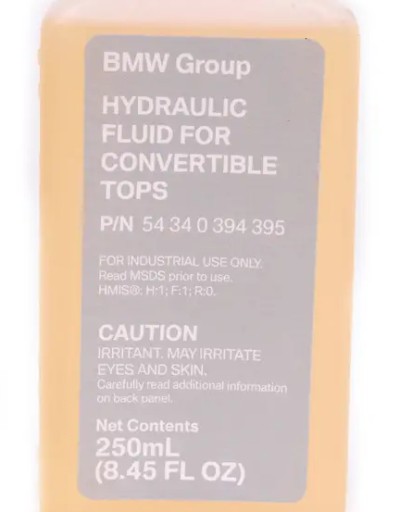 BMW Group
HYDRAULIC
FLUID FOR
CONVERTIBLE
TOPS
P/N 54 34 0 394 395
FOR INDUSTRIAL USE ONLY.
Read MSDS prior to use.
HMIS®: H:1; F:1; R:0.
CAUTION
IRRITANT. MAY IRRITATE
EYES AND SKIN.
Carefully read additional information
on back panel.
Net Contents
250mL
(8.45 FL OZ)